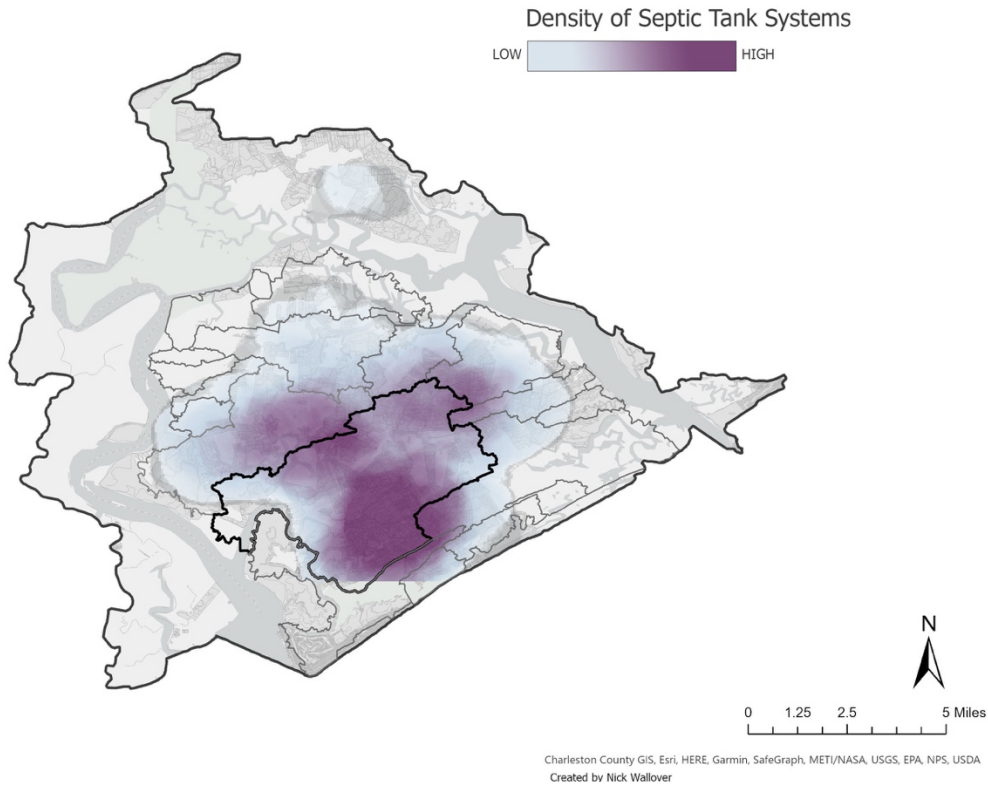 Density of Septic Tank Systems
LOW HIGH
N
0 1.25 2.5 5 Miles
Charleston County GIS, Esri, HERE, Garmin, SafeGraph, METI/NASA, USGS, EPA, NPS, USDA
Created by Nick Wallover